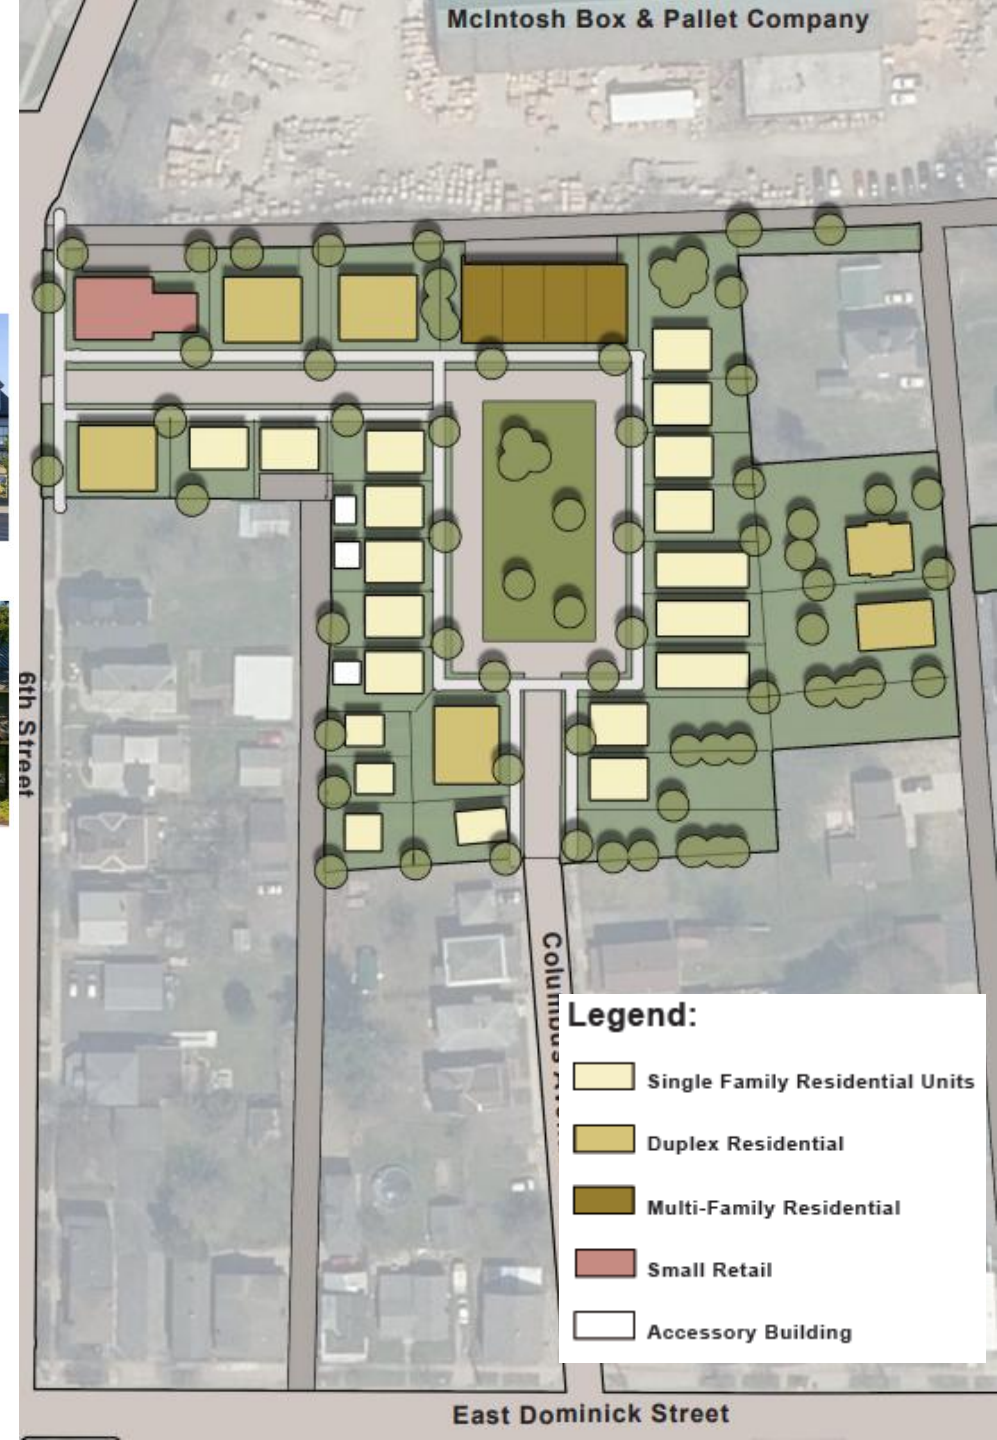 McIntosh Box & Pallet Company
6th Street
Legend:
Single Family Residential Units
Duplex Residential
Multi-Family Residential
Small Retail
Accessory Building
East Dominick Street